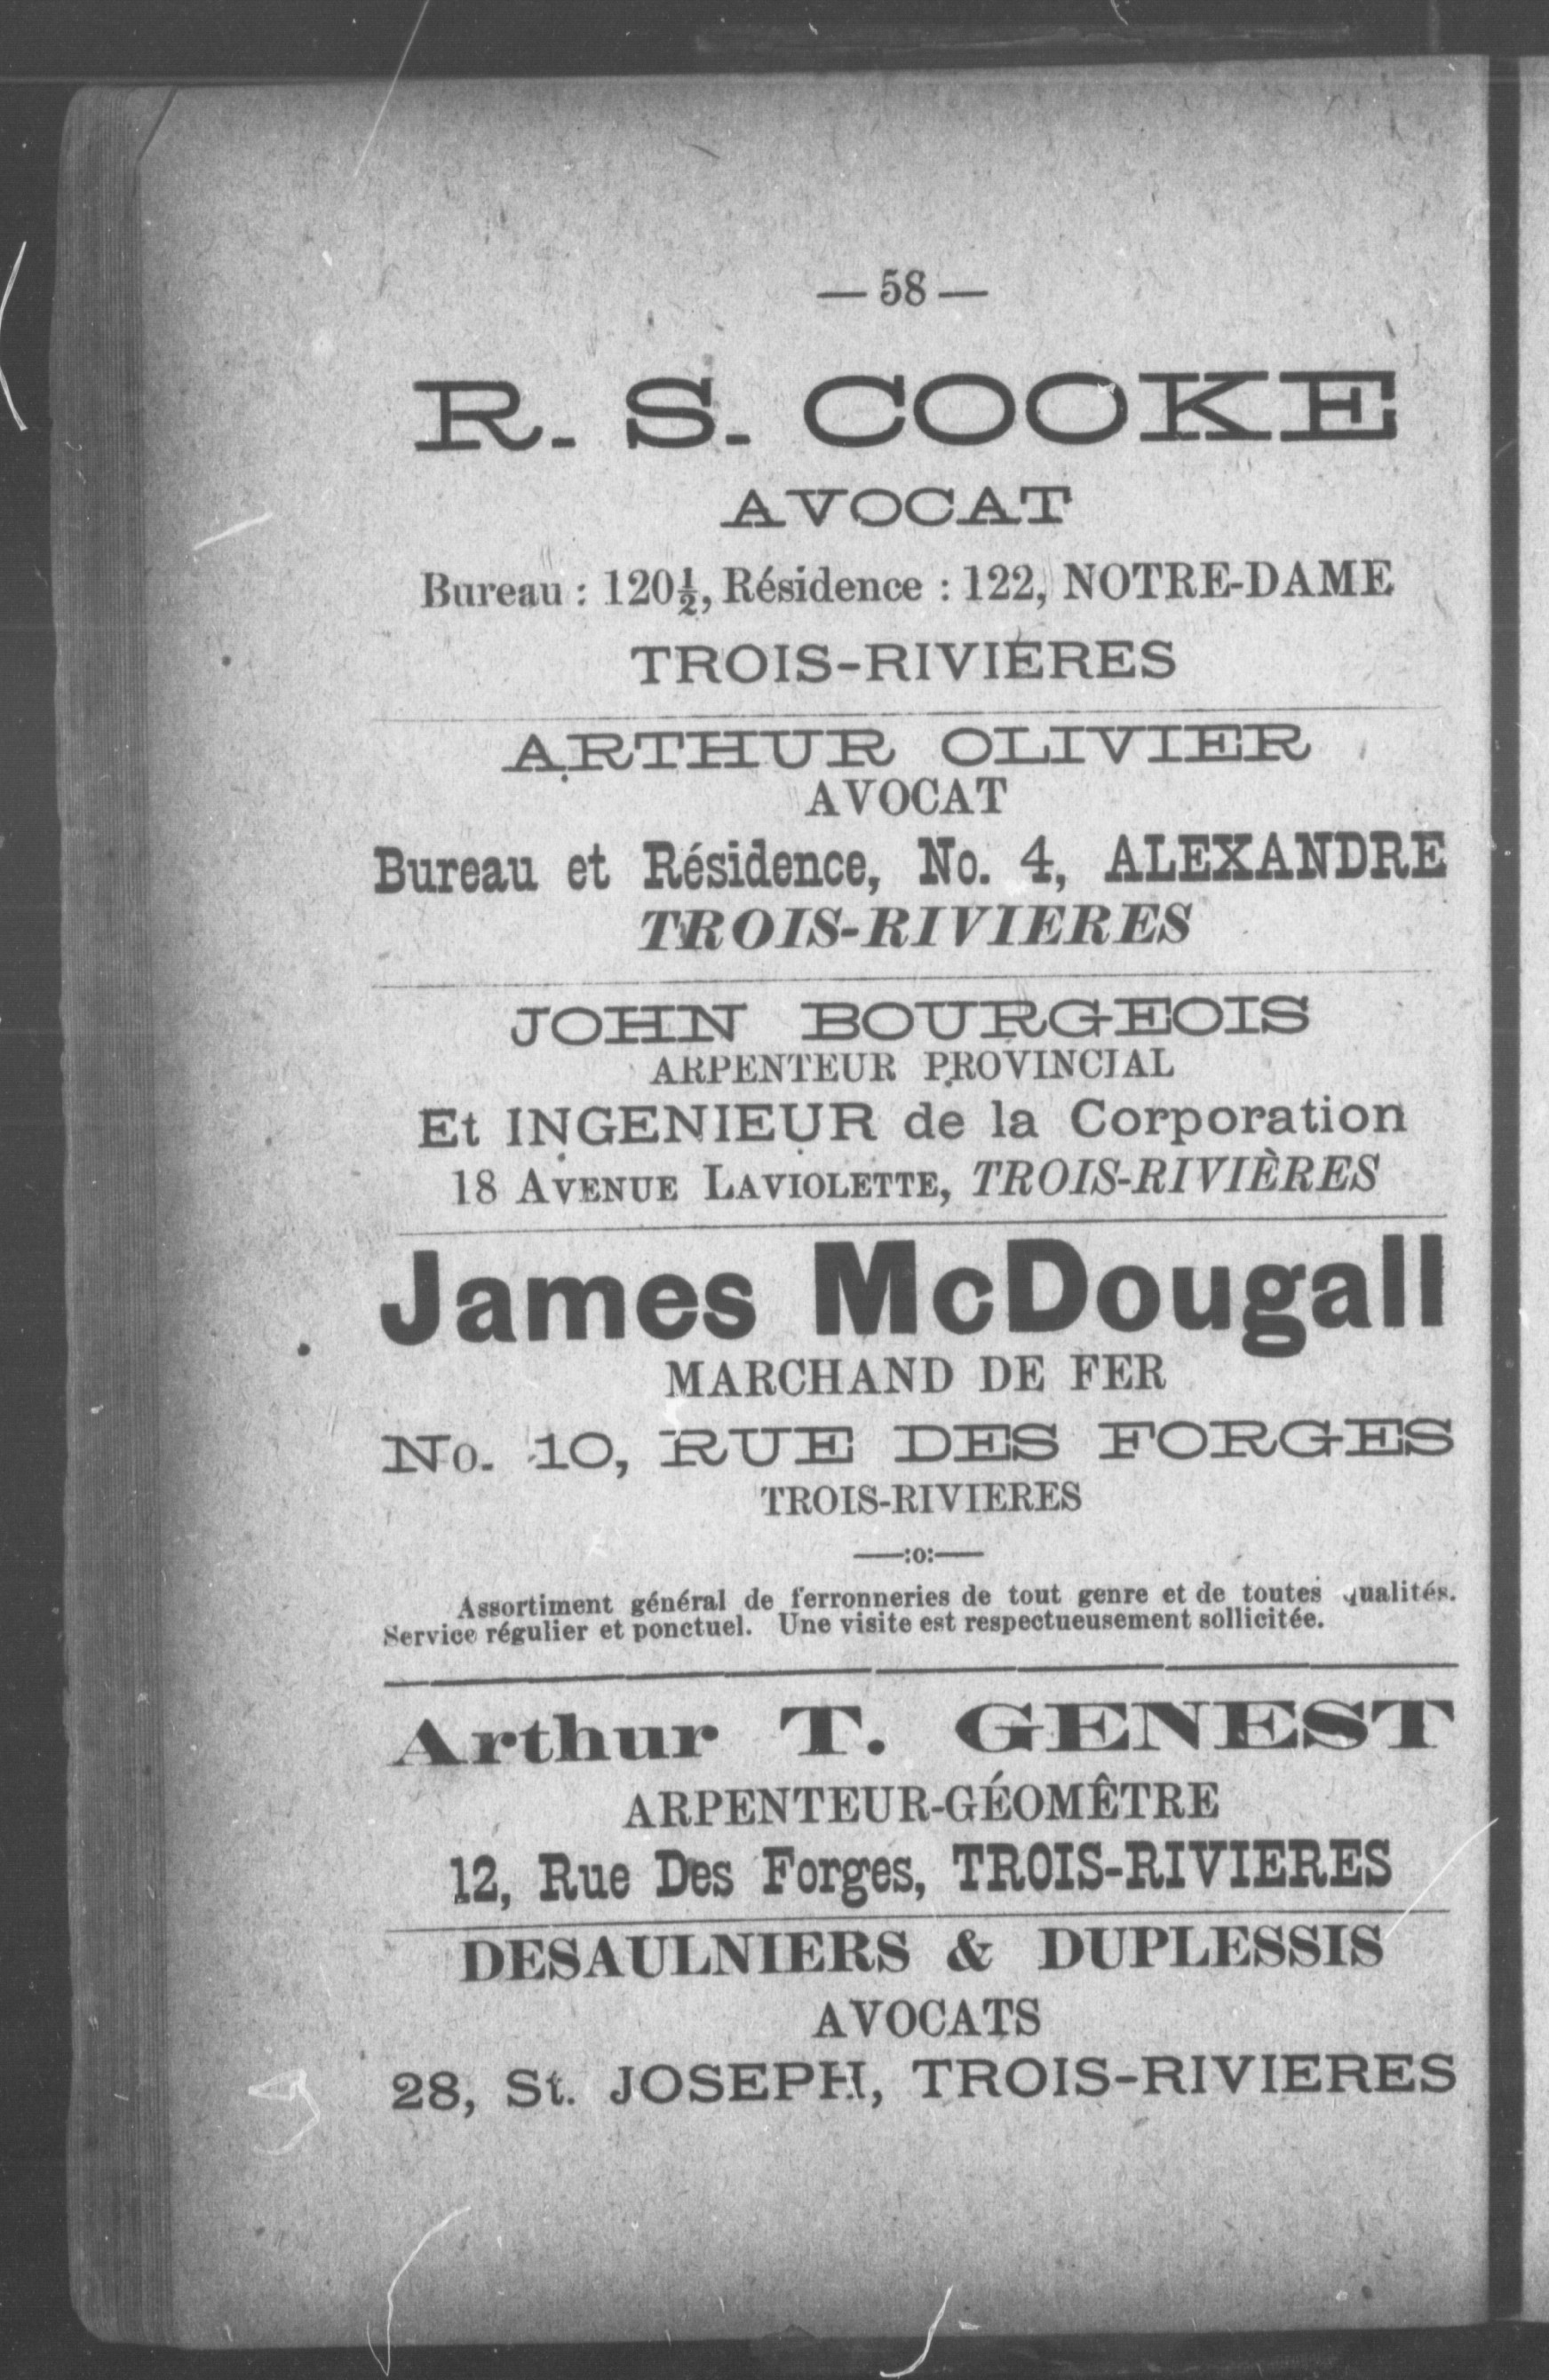 — 58 —
R. S. COOKE
AVOCAT
Bureau : 120½, Résidence : 122, NOTRE-DAME
TROIS-RIVIERES
ARTHUR OLIVIER
AVOCAT
Bureau et Résidence, No. 4, ALEXANDRE
TROIS-RIVIERES
JOHN BOURGEOIS
ARPENTEUR PROVINCIAL
Et INGENIEUR de la Corporation
18 AVENUE LAVIOLETTE, TROIS-RIVIÈRES
James McDougall
MARCHAND DE FER
No. 10, RUE DES FORGES
TROIS-RIVIERES
——:o:——
Assortiment général de ferronneries de tout genre et de toutes qualités.
Service régulier et ponctuel. Une visite est respectueusement sollicitée.
Arthur T. GENEST
ARPENTEUR-GÉOMÊTRE
12, Rue Des Forges, TROIS-RIVIERES
DESAULNIERS & DUPLESSIS
AVOCATS
28, St. JOSEPH, TROIS-RIVIERES